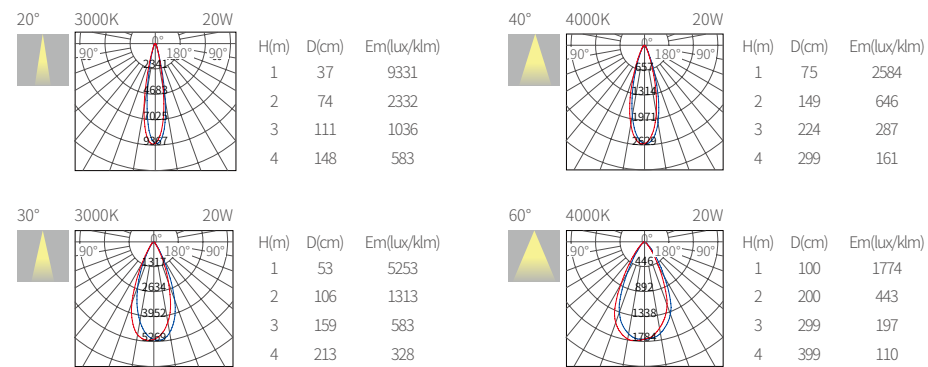 20° 3000K 20W
0°
90° 180° 90°
2341
4683
7025
9367
H(m) D(cm) Em(lux/klm)
1 37 9331
2 74 2332
3 111 1036
4 148 583
40° 4000K 20W
0°
90° 180° 90°
657
1314
1971
2629
H(m) D(cm) Em(lux/klm)
1 75 2584
2 149 646
3 224 287
4 299 161
30° 3000K 20W
0°
90° 180° 90°
1317
2634
3952
5269
H(m) D(cm) Em(lux/klm)
1 53 5253
2 106 1313
3 159 583
4 213 328
60° 4000K 20W
0°
90° 180° 90°
446
892
1338
1784
H(m) D(cm) Em(lux/klm)
1 100 1774
2 200 443
3 299 197
4 399 110